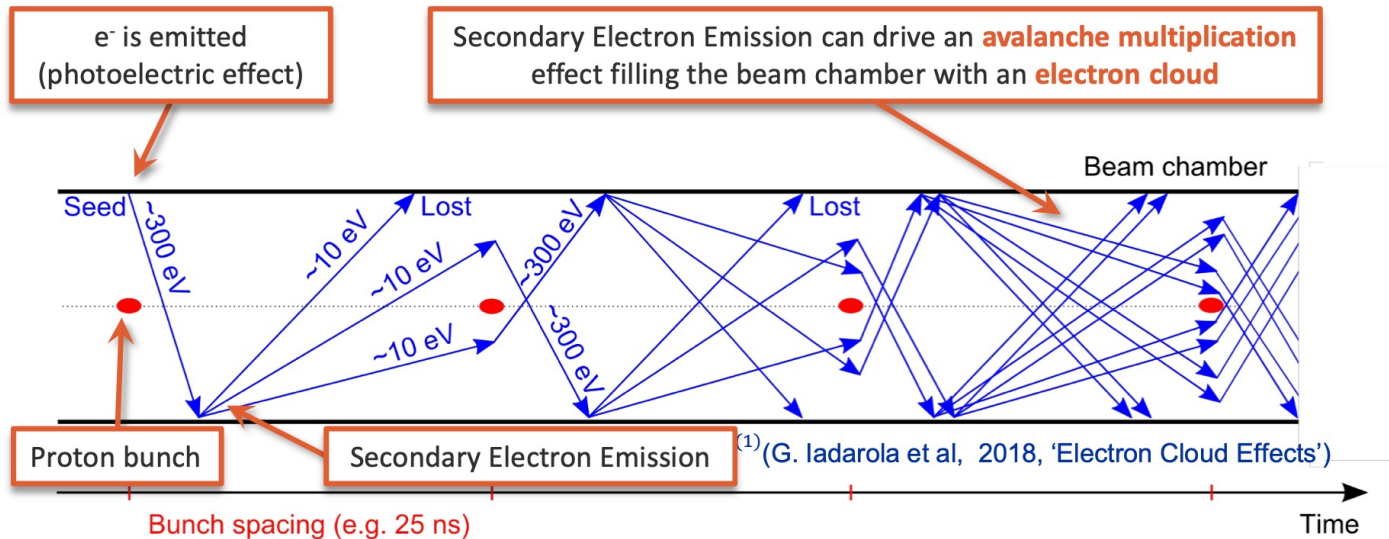 e⁻ is emitted
(photoelectric effect)
Secondary Electron Emission can drive an avalanche multiplication
effect filling the beam chamber with an electron cloud
Beam chamber
Seed
~300 eV
~10 eV
Lost
~10 eV
~10 eV
~300 eV
~300 eV
Lost
Proton bunch
Secondary Electron Emission
(1) (G. Iadarola et al, 2018, ‘Electron Cloud Effects’)
Bunch spacing (e.g. 25 ns)
Time